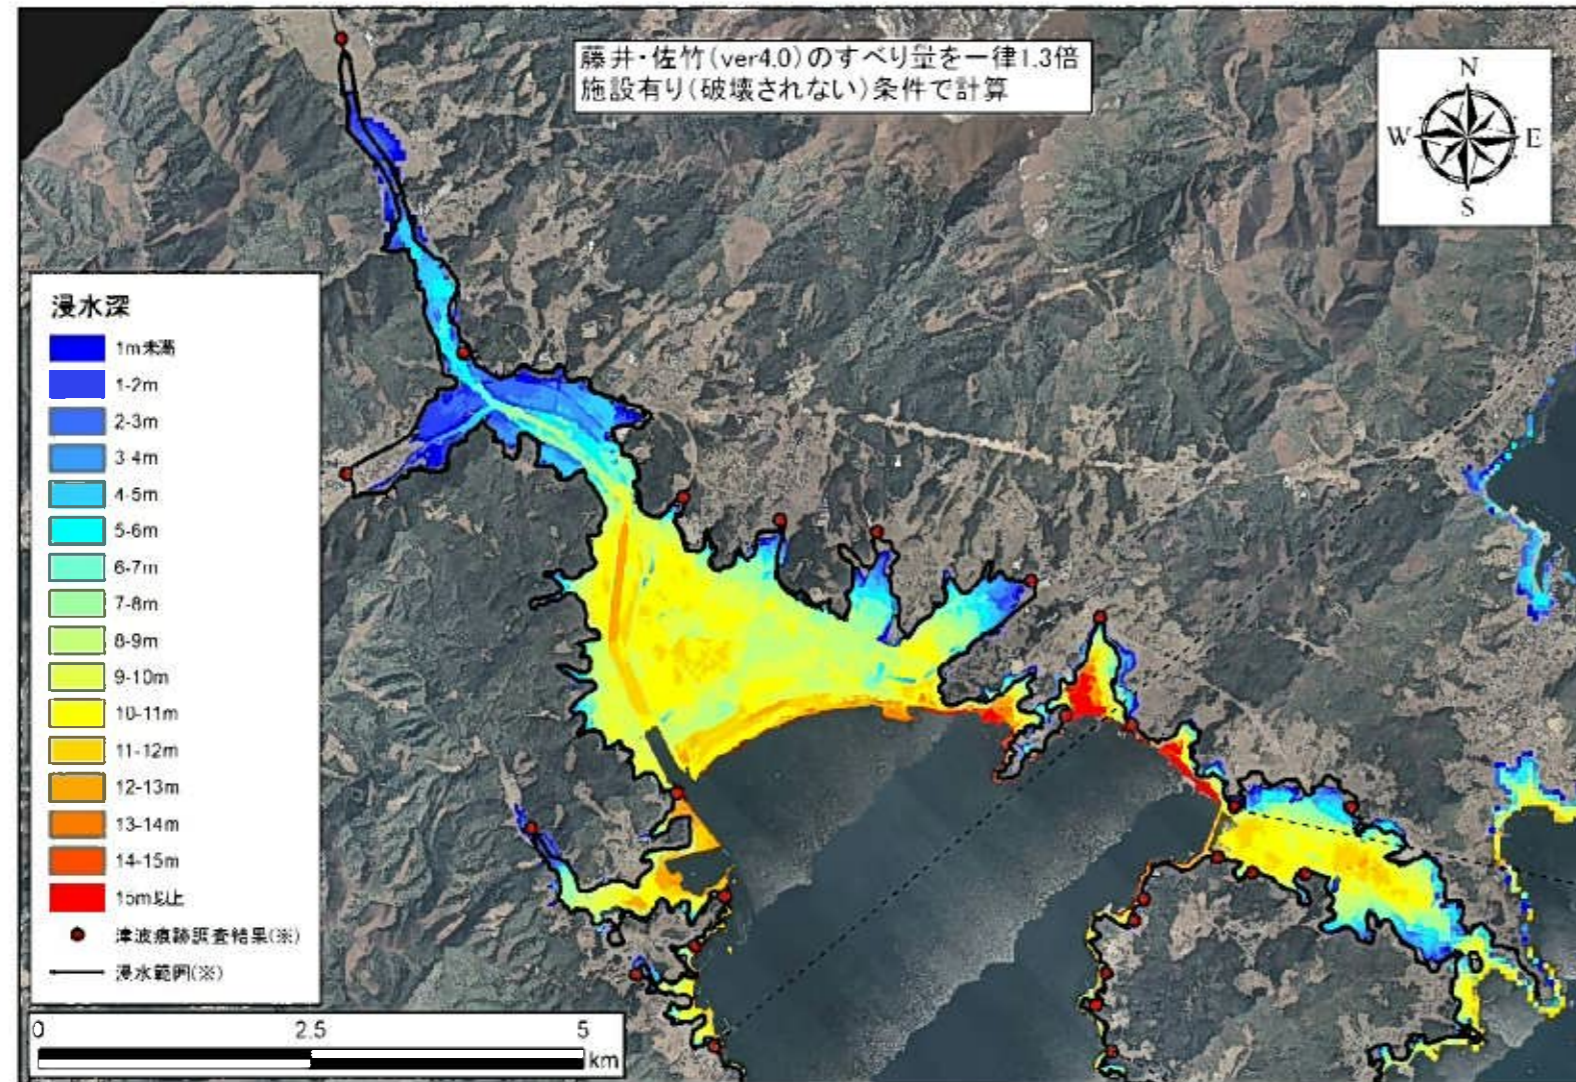 藤井・佐竹(ver4.0)のすべり量を一律1.3倍
施設有り(破壊されない)条件で計算
N
W E
S
浸水深
1m未満
1-2m
2-3m
3-4m
4-5m
5-6m
6-7m
7-8m
8-9m
9-10m
10-11m
11-12m
12-13m
13-14m
14-15m
15m以上
津波痕跡調査結果(※)
浸水範囲(※)
0 2.5 5
km